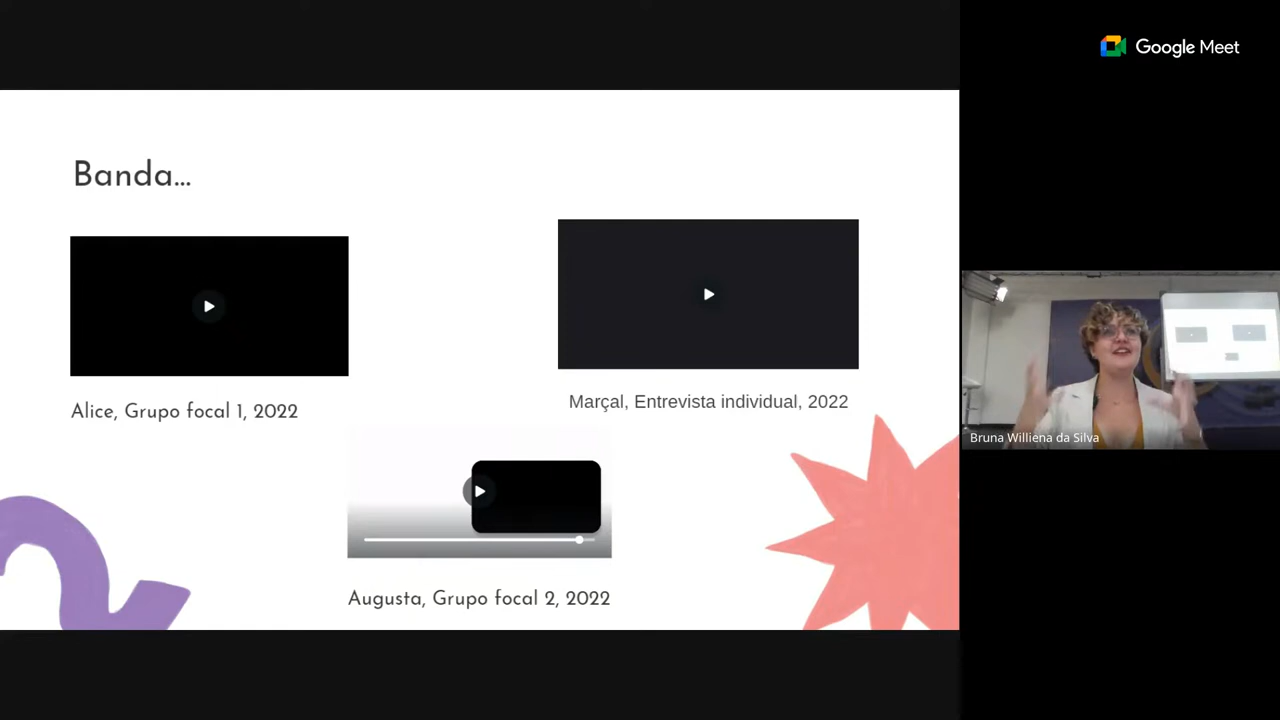 Google Meet
Banda...
Alice, Grupo focal 1, 2022
Marçal, Entrevista individual, 2022
Augusta, Grupo focal 2, 2022
Bruna Williena da Silva